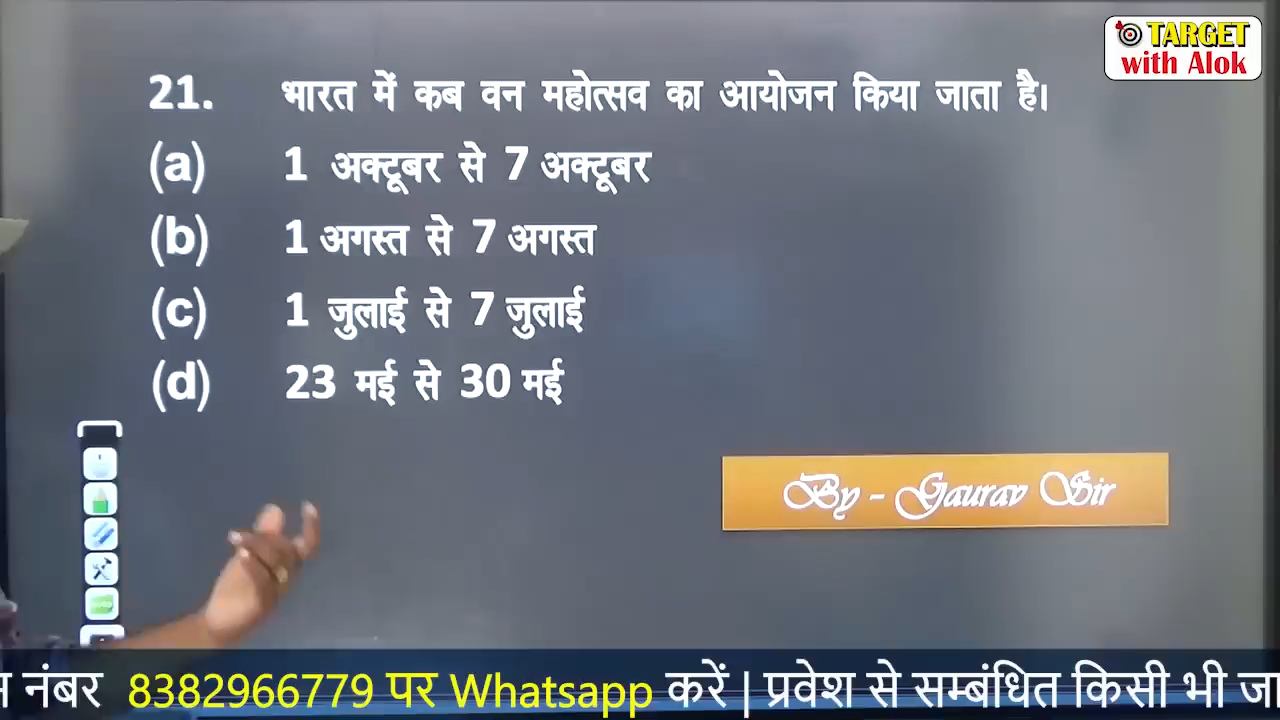 TARGET
with Alok
21. भारत में कब वन महोत्सव का आयोजन किया जाता है।
(a) 1 अक्टूबर से 7 अक्टूबर
(b) 1 अगस्त से 7 अगस्त
(c) 1 जुलाई से 7 जुलाई
(d) 23 मई से 30 मई
By - Gaurav Sir
नंबर 8382966779 पर Whatsapp करें | प्रवेश से सम्बंधित किसी भी